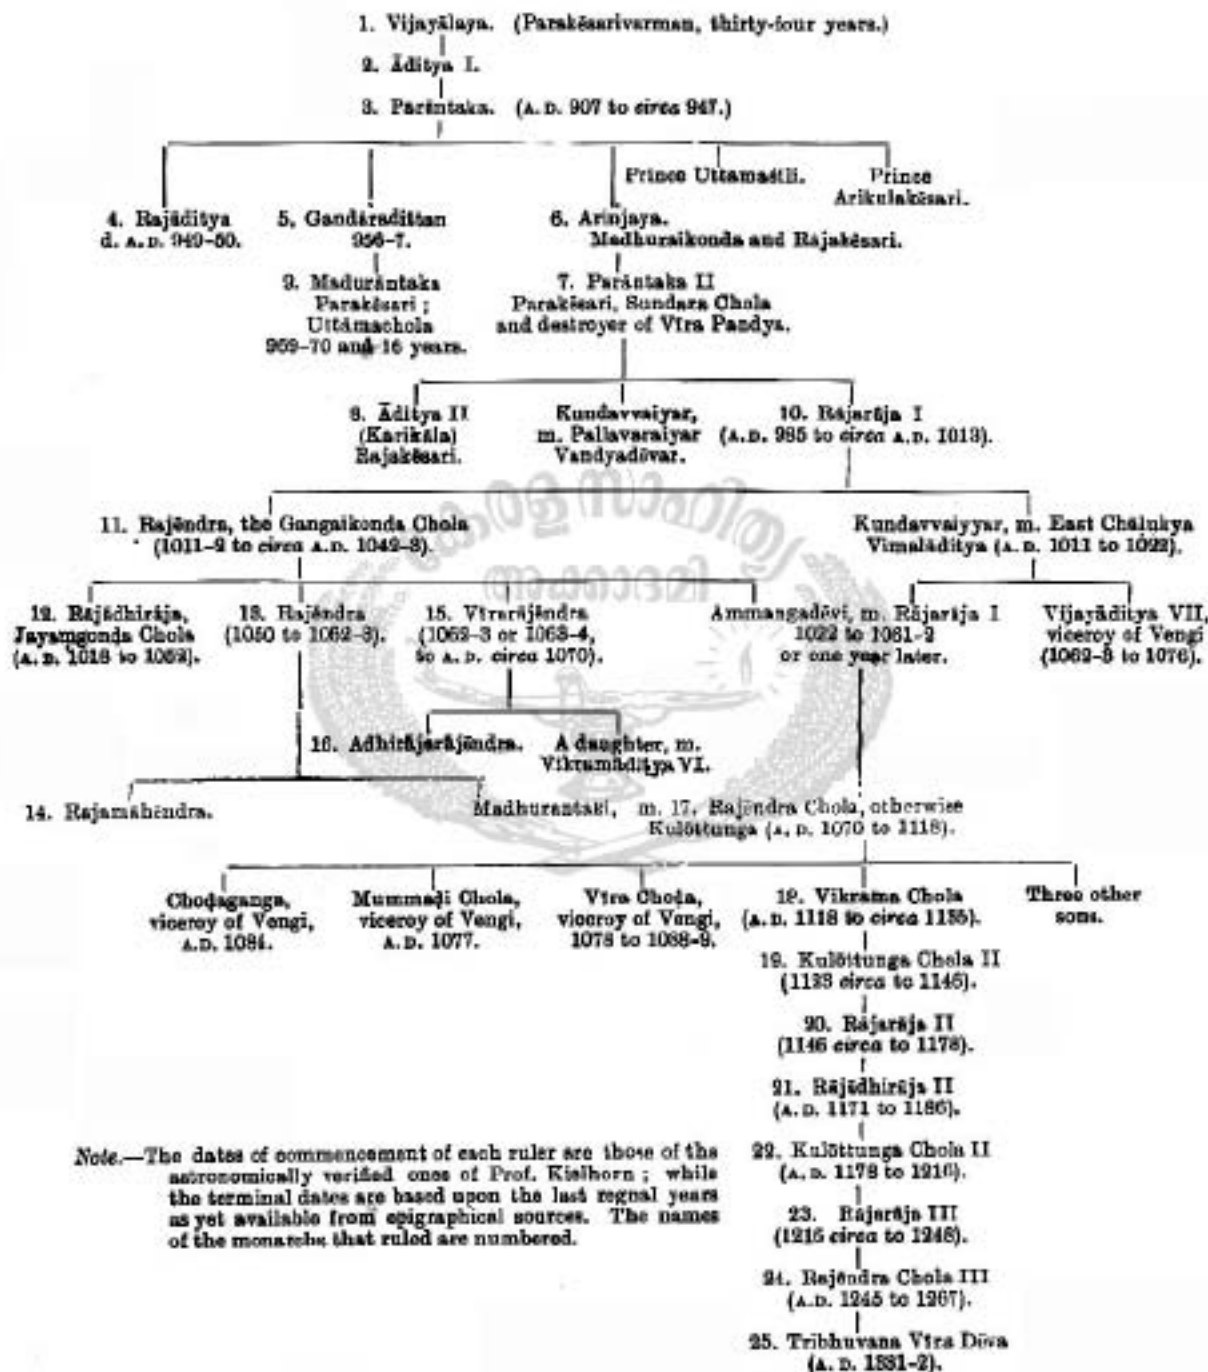 1. Vijayālaya. (Parakēsarivarman, thirty-four years.)
2. Āditya I.
3. Parāntaka. (A.D. 907 to circa 947.)
Prince Uttamaśili.
Prince
Arikulakēsari.
4. Rajāditya
d. A.D. 949-50.
5. Gandāradittan
956-7.
6. Arinjaya.
Madhuraikonda and Rājakēsari.
9. Madurāntaka
Parakēsari;
Uttāmachola
969-70 and 16 years.
7. Parāntaka II
Parakēsari, Sundara Chola
and destroyer of Vīra Pandya.
8. Āditya II
(Karikāla)
Rajakēsari.
Kundavvaiyar,
m. Pallavaraiyar
Vandyadēvar.
10. Rājarāja I
(A.D. 985 to circa A.D. 1013).
കേരള സാഹിത്യ
അക്കാദമി
11. Rajēndra, the Gangaikonda Chola
(1011-2 to circa A.D. 1042-3).
Kundavvaiyyar, m. East Chāḷukya
Vimalāditya (A.D. 1011 to 1022).
12. Rājādhirāja,
Jayamgonda Chola
(A.D. 1018 to 1052).
13. Rajēndra
(1050 to 1062-3).
15. Vīrarājēndra
(1062-3 or 1063-4,
to A.D. circa 1070).
Ammangadēvi, m. Rājarāja I
1022 to 1061-2
or one year later.
Vijayāditya VII,
viceroy of Vengi
(1062-3 to 1076).
16. Adhirājarājēndra.
A daughter, m.
Vikramāditya VI.
14. Rajamāhēndra.
Madhurantaki, m. 17. Rajēndra Chola, otherwise
Kulōttunga (A.D. 1070 to 1118).
Choḍaganga,
viceroy of Vengi,
A.D. 1084.
Mummaḍi Chola,
viceroy of Vengi,
A.D. 1077.
Vīra Choḍa,
viceroy of Vengi,
1078 to 1088-9.
18. Vikrama Chola
(A.D. 1118 to circa 1135).
Three other
sons.
19. Kulōttunga Chola II
(1123 circa to 1146).
20. Rājarāja II
(1146 circa to 1178).
21. Rājādhirāja II
(A.D. 1171 to 1186).
22. Kulōttunga Chola II
(A.D. 1178 to 1216).
23. Rājarāja III
(1216 circa to 1248).
24. Rajēndra Chola III
(A.D. 1245 to 1267).
25. Tribhuvana Vīra Dēva
(A.D. 1331-2).
Note.—The dates of commencement of each ruler are those of the
astronomically verified ones of Prof. Kielhorn; while
the terminal dates are based upon the last regnal years
as yet available from epigraphical sources. The names
of the monarchs that ruled are numbered.